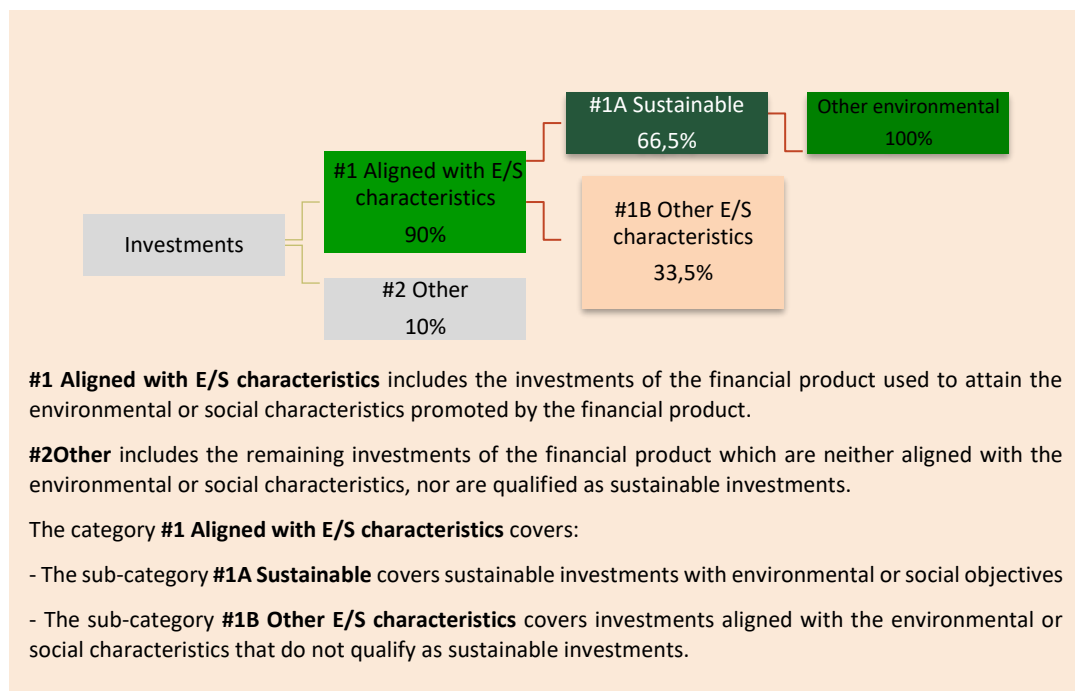 #1A Sustainable
66,5%
Other environmental
100%
#1 Aligned with E/S
characteristics
90%
#1B Other E/S
characteristics
33,5%
Investments
#2 Other
10%
#1 Aligned with E/S characteristics includes the investments of the financial product used to attain the
environmental or social characteristics promoted by the financial product.
#2Other includes the remaining investments of the financial product which are neither aligned with the
environmental or social characteristics, nor are qualified as sustainable investments.
The category #1 Aligned with E/S characteristics covers:
- The sub-category #1A Sustainable covers sustainable investments with environmental or social objectives
- The sub-category #1B Other E/S characteristics covers investments aligned with the environmental or
social characteristics that do not qualify as sustainable investments.